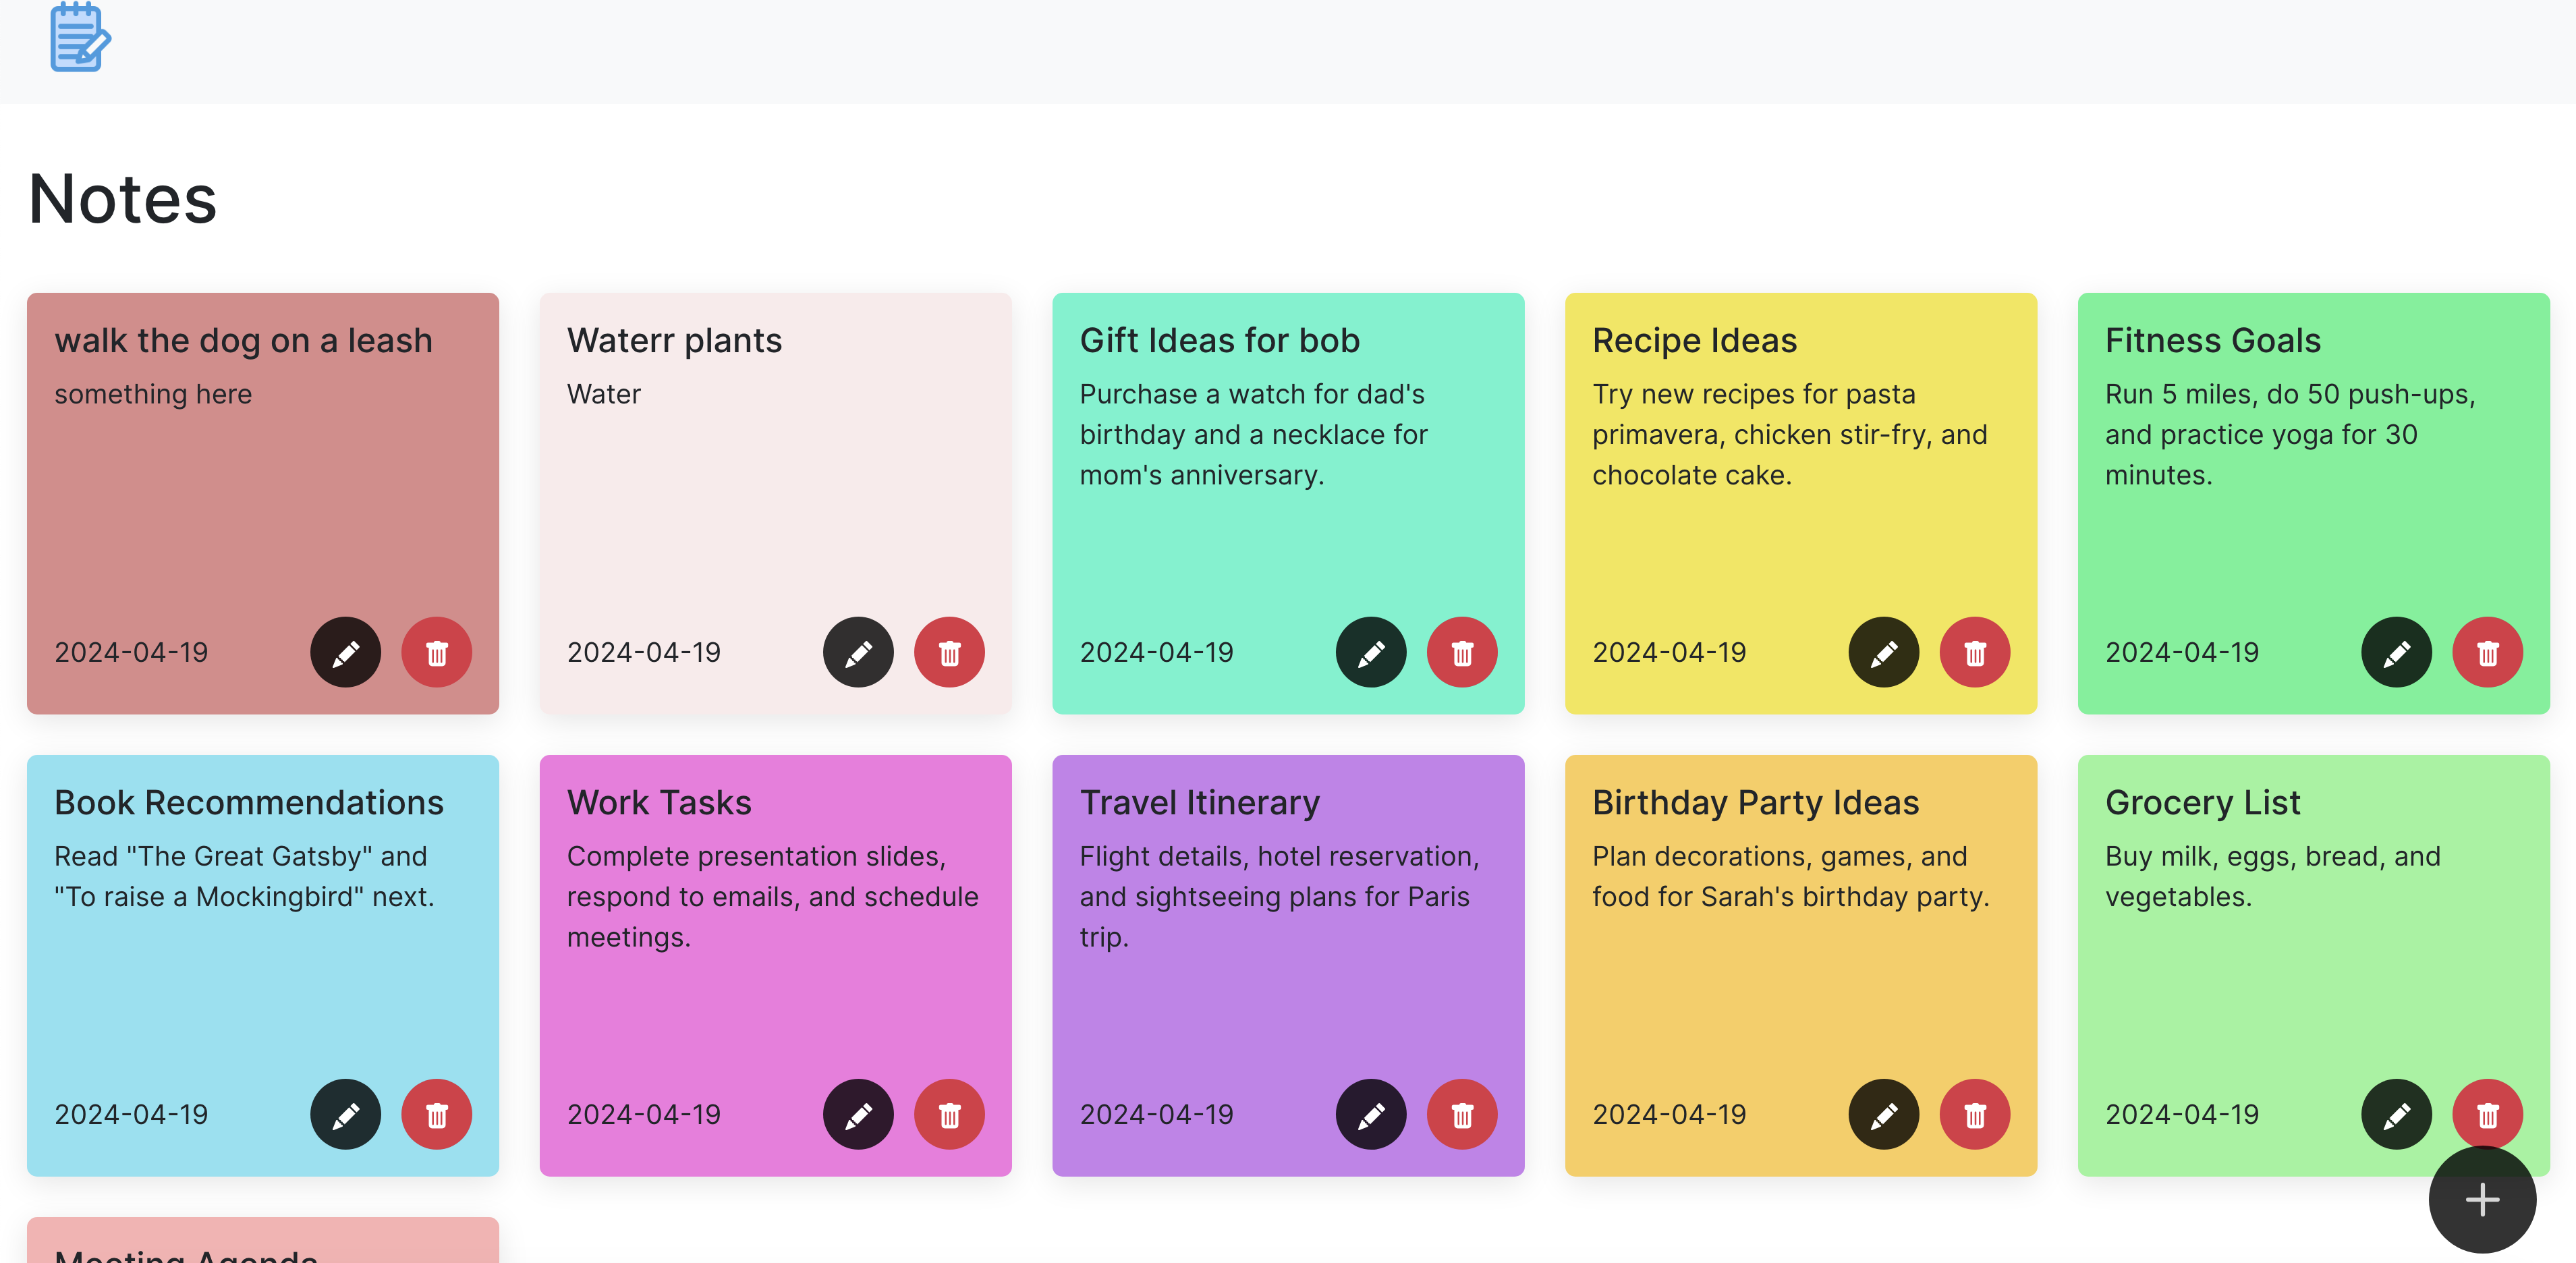 Notes
walk the dog on a leash
something here
2024-04-19
Waterr plants
Water
2024-04-19
Gift Ideas for bob
Purchase a watch for dad's
birthday and a necklace for
mom's anniversary.
2024-04-19
Recipe Ideas
Try new recipes for pasta
primavera, chicken stir-fry, and
chocolate cake.
2024-04-19
Fitness Goals
Run 5 miles, do 50 push-ups,
and practice yoga for 30
minutes.
2024-04-19
Book Recommendations
Read "The Great Gatsby" and
"To raise a Mockingbird" next.
2024-04-19
Work Tasks
Complete presentation slides,
respond to emails, and schedule
meetings.
2024-04-19
Travel Itinerary
Flight details, hotel reservation,
and sightseeing plans for Paris
trip.
2024-04-19
Birthday Party Ideas
Plan decorations, games, and
food for Sarah's birthday party.
2024-04-19
Grocery List
Buy milk, eggs, bread, and
vegetables.
2024-04-19
Meeting Agenda